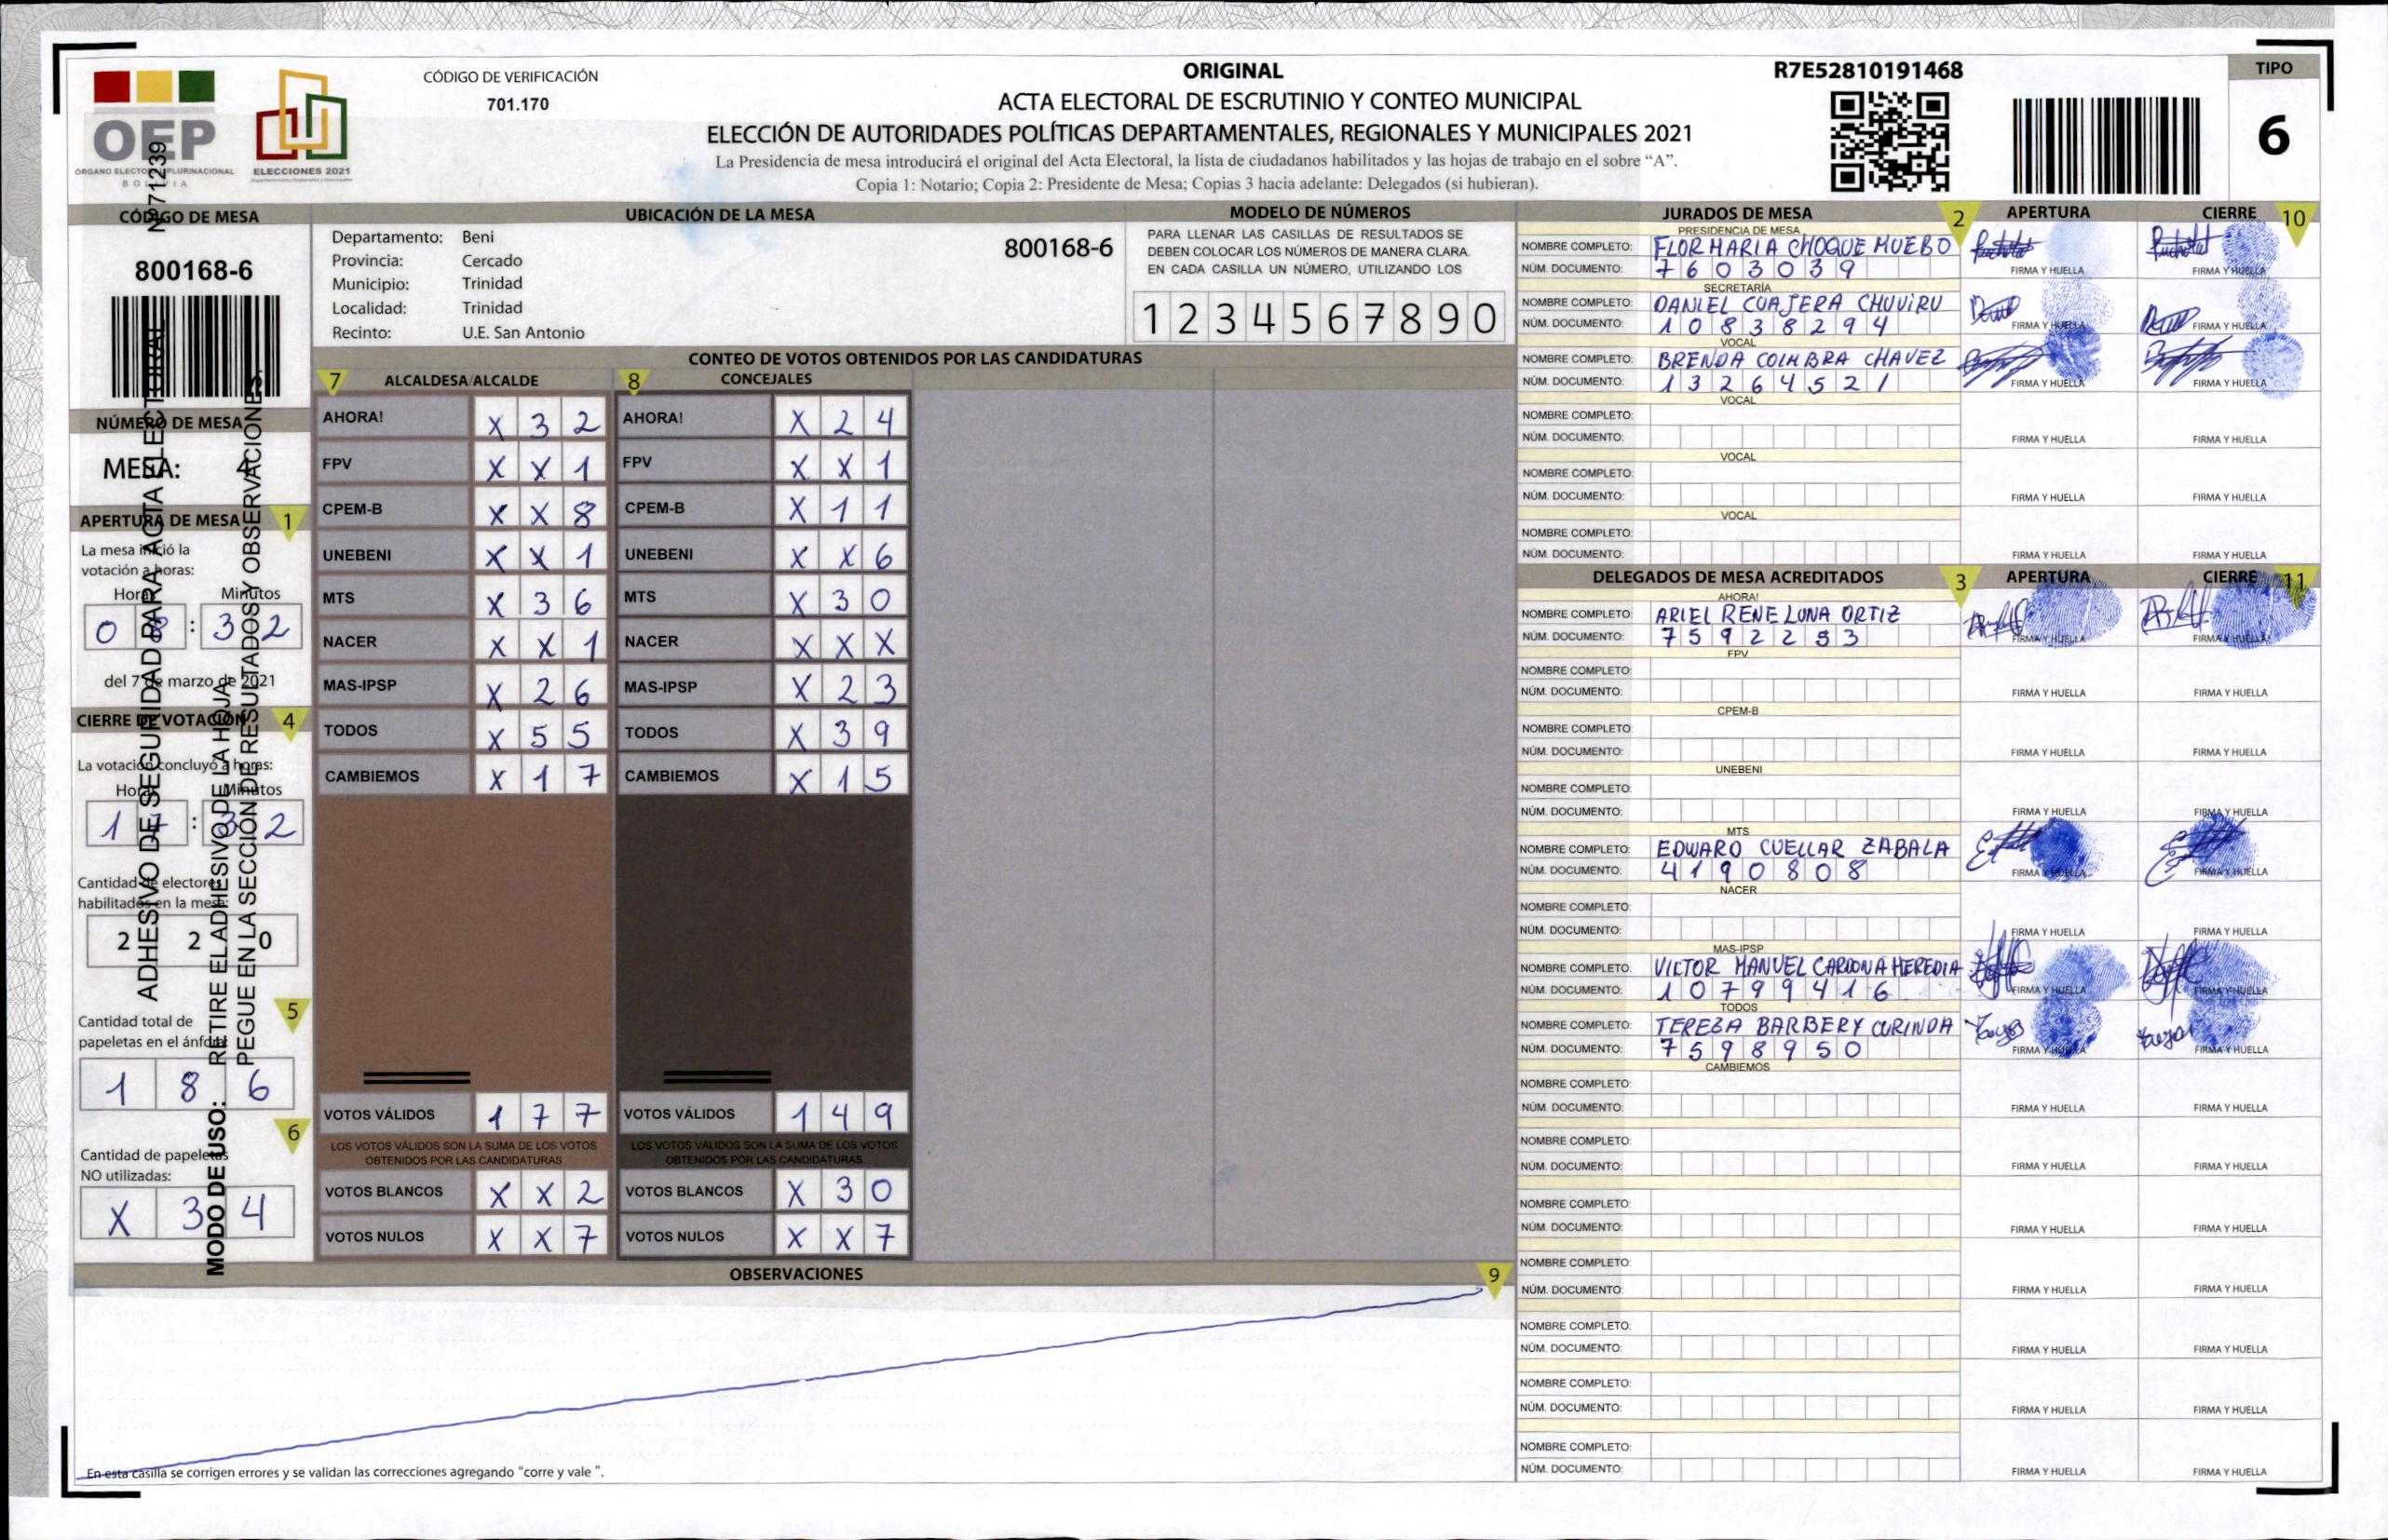 CÓDIGO DE VERIFICACIÓN
701.170
ORIGINAL
ACTA ELECTORAL DE ESCRUTINIO Y CONTEO MUNICIPAL
ELECCIÓN DE AUTORIDADES POLÍTICAS DEPARTAMENTALES, REGIONALES Y MUNICIPALES 2021
La Presidencia de mesa introducirá el original del Acta Electoral, la lista de ciudadanos habilitados y las hojas de trabajo en el sobre “A”.
Copia 1: Notario; Copia 2: Presidente de Mesa; Copias 3 hacia adelante: Delegados (si hubieran).
R7E52810191468
TIPO
6
OEP
ÓRGANO ELECTORAL PLURINACIONAL
BOLIVIA
ELECCIONES 2021
Nº771239
ADHESIVO DE SEGURIDAD PARA ACTA ELECTORAL
MODO DE USO: RETIRE EL ADHESIVO DE LA HOJA
PEGUE EN LA SECCIÓN DE RESULTADOS Y OBSERVACIONES.
CÓDIGO DE MESA
800168-6
NÚMERO DE MESA
MESA: 4
APERTURA DE MESA 1
La mesa inició la
votación a horas:
Horas Minutos
0 8 : 3 2
del 7 de marzo de 2021
CIERRE DE VOTACIÓN 4
La votación concluyó a horas:
Horas Minutos
1 7 : 3 2
Cantidad de electores
habilitados en la mesa:
2 2 0
5
Cantidad total de
papeletas en el ánfora:
1 8 6
6
Cantidad de papeletas
NO utilizadas:
X 3 4
UBICACIÓN DE LA MESA
Departamento: Beni
Provincia: Cercado
Municipio: Trinidad
Localidad: Trinidad
Recinto: U.E. San Antonio
800168-6
MODELO DE NÚMEROS
PARA LLENAR LAS CASILLAS DE RESULTADOS SE
DEBEN COLOCAR LOS NÚMEROS DE MANERA CLARA.
EN CADA CASILLA UN NÚMERO, UTILIZANDO LOS
1 2 3 4 5 6 7 8 9 0
CONTEO DE VOTOS OBTENIDOS POR LAS CANDIDATURAS
7 ALCALDESA/ALCALDE 8 CONCEJALES
AHORA! X 3 2 AHORA! X 2 4
FPV X X 1 FPV X X 1
CPEM-B X X 8 CPEM-B X 1 1
UNEBENI X X 1 UNEBENI X X 6
MTS X 3 6 MTS X 3 0
NACER X X 1 NACER X X X
MAS-IPSP X 2 6 MAS-IPSP X 2 3
TODOS X 5 5 TODOS X 3 9
CAMBIEMOS X 1 7 CAMBIEMOS X 1 5
VOTOS VÁLIDOS 1 7 7 VOTOS VÁLIDOS 1 4 9
LOS VOTOS VÁLIDOS SON LA SUMA DE LOS VOTOS LOS VOTOS VÁLIDOS SON LA SUMA DE LOS VOTOS
OBTENIDOS POR LAS CANDIDATURAS OBTENIDOS POR LAS CANDIDATURAS
VOTOS BLANCOS X X 2 VOTOS BLANCOS X 3 0
VOTOS NULOS X X 7 VOTOS NULOS X X 7
OBSERVACIONES 9
En esta casilla se corrigen errores y se validan las correcciones agregando “corre y vale ”.
JURADOS DE MESA 2 APERTURA CIERRE 10
PRESIDENCIA DE MESA
NOMBRE COMPLETO: FLOR MARIA CHOQUE MUEBO
NÚM. DOCUMENTO: 7 6 0 3 0 3 9 FIRMA Y HUELLA FIRMA Y HUELLA
SECRETARÍA
NOMBRE COMPLETO: DANIEL CUAJERA CHUVIRU
NÚM. DOCUMENTO: 1 0 8 3 8 2 9 4 FIRMA Y HUELLA FIRMA Y HUELLA
VOCAL
NOMBRE COMPLETO: BRENDA COIMBRA CHAVEZ
NÚM. DOCUMENTO: 1 3 2 6 4 5 2 1 FIRMA Y HUELLA FIRMA Y HUELLA
VOCAL
NOMBRE COMPLETO:
NÚM. DOCUMENTO: FIRMA Y HUELLA FIRMA Y HUELLA
VOCAL
NOMBRE COMPLETO:
NÚM. DOCUMENTO: FIRMA Y HUELLA FIRMA Y HUELLA
VOCAL
NOMBRE COMPLETO:
NÚM. DOCUMENTO: FIRMA Y HUELLA FIRMA Y HUELLA
DELEGADOS DE MESA ACREDITADOS 3 APERTURA CIERRE 11
AHORA!
NOMBRE COMPLETO: ARIEL RENE LUNA ORTIZ
NÚM. DOCUMENTO: 7 5 9 2 2 5 3 FIRMA Y HUELLA FIRMA Y HUELLA
FPV
NOMBRE COMPLETO:
NÚM. DOCUMENTO: FIRMA Y HUELLA FIRMA Y HUELLA
CPEM-B
NOMBRE COMPLETO:
NÚM. DOCUMENTO: FIRMA Y HUELLA FIRMA Y HUELLA
UNEBENI
NOMBRE COMPLETO:
NÚM. DOCUMENTO: FIRMA Y HUELLA FIRMA Y HUELLA
MTS
NOMBRE COMPLETO: EDWARD CUELLAR ZABALA
NÚM. DOCUMENTO: 4 1 9 0 8 0 8 FIRMA Y HUELLA FIRMA Y HUELLA
NACER
NOMBRE COMPLETO:
NÚM. DOCUMENTO: FIRMA Y HUELLA FIRMA Y HUELLA
MAS-IPSP
NOMBRE COMPLETO: VICTOR MANUEL CARDONA HEREDIA
NÚM. DOCUMENTO: 1 0 7 9 9 4 1 6 FIRMA Y HUELLA FIRMA Y HUELLA
TODOS
NOMBRE COMPLETO: TEREZA BARBERY CURINDA
NÚM. DOCUMENTO: 7 5 9 8 9 5 0 FIRMA Y HUELLA FIRMA Y HUELLA
CAMBIEMOS
NOMBRE COMPLETO:
NÚM. DOCUMENTO: FIRMA Y HUELLA FIRMA Y HUELLA
NOMBRE COMPLETO:
NÚM. DOCUMENTO: FIRMA Y HUELLA FIRMA Y HUELLA
NOMBRE COMPLETO:
NÚM. DOCUMENTO: FIRMA Y HUELLA FIRMA Y HUELLA
NOMBRE COMPLETO:
NÚM. DOCUMENTO: FIRMA Y HUELLA FIRMA Y HUELLA
NOMBRE COMPLETO:
NÚM. DOCUMENTO: FIRMA Y HUELLA FIRMA Y HUELLA
NOMBRE COMPLETO:
NÚM. DOCUMENTO: FIRMA Y HUELLA FIRMA Y HUELLA
NOMBRE COMPLETO:
NÚM. DOCUMENTO: FIRMA Y HUELLA FIRMA Y HUELLA